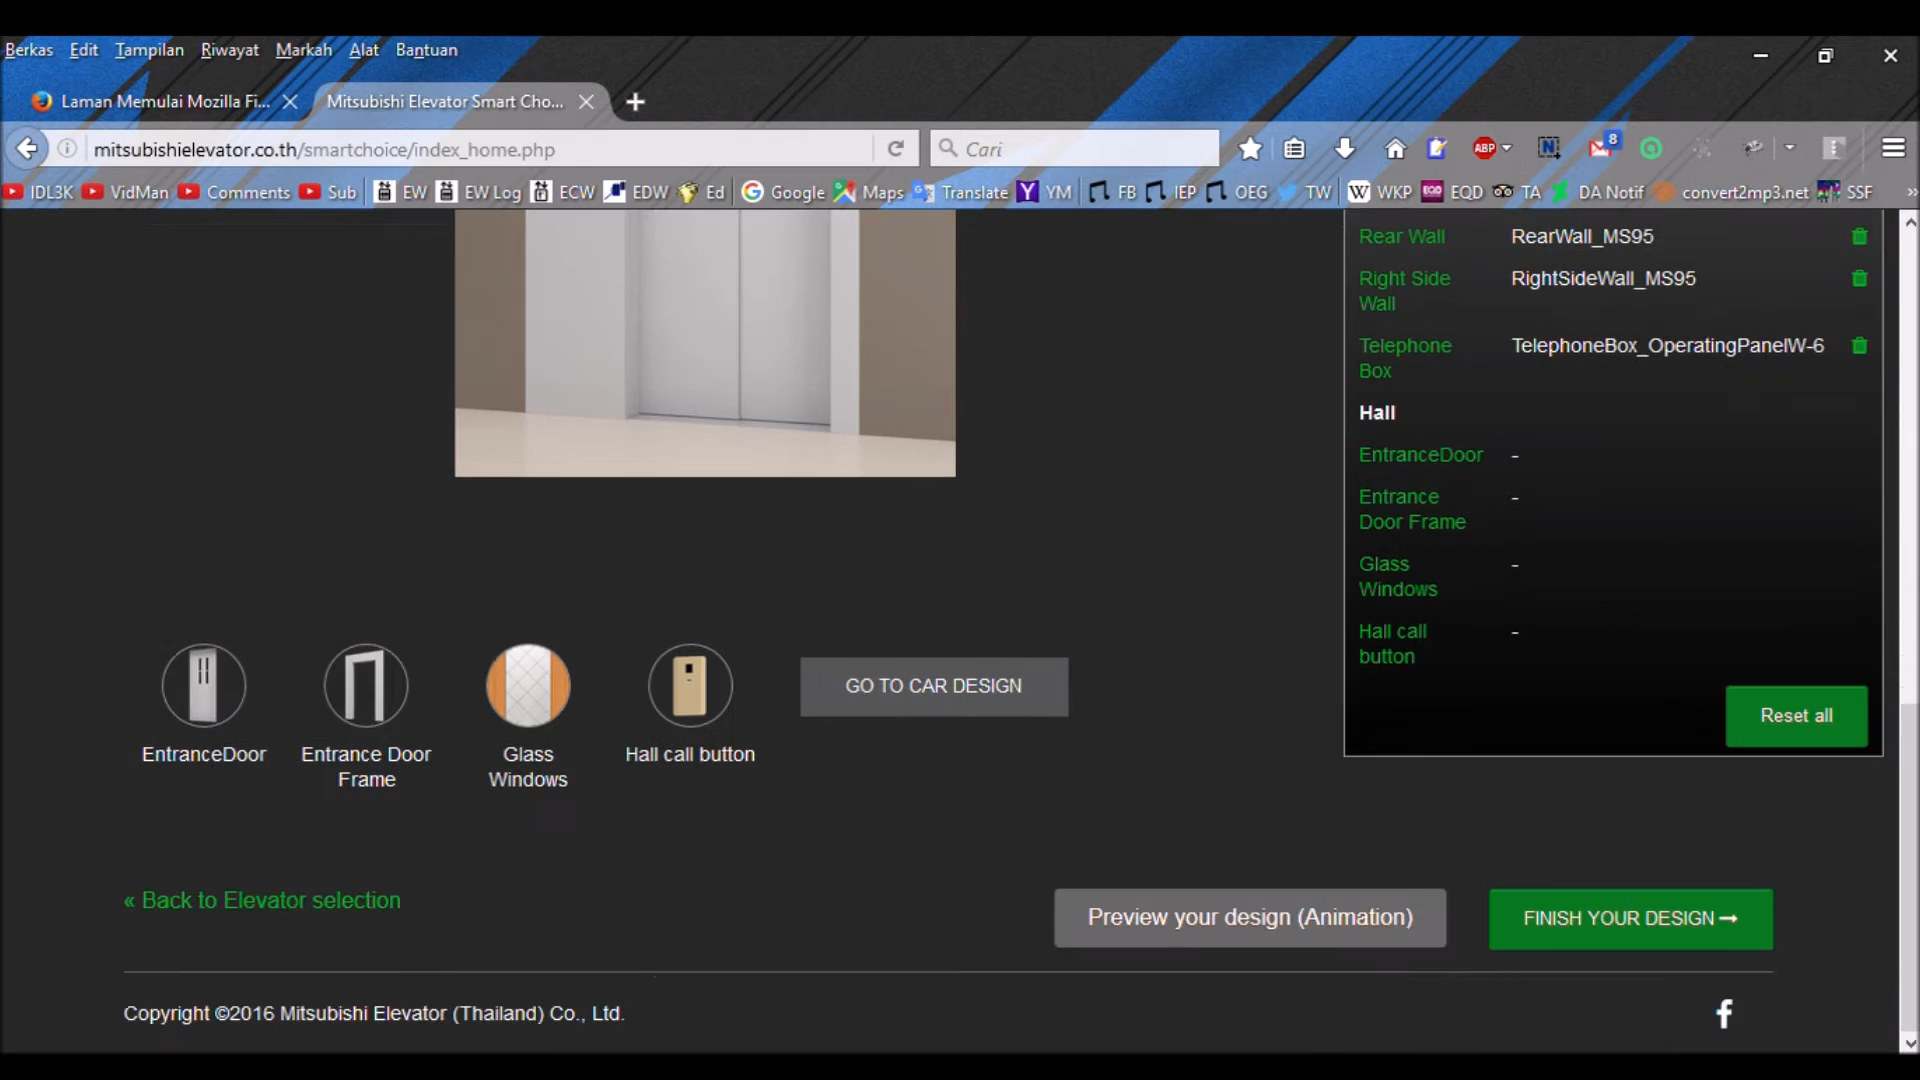 Berkas Edit Tampilan Riwayat Markah Alat Bantuan
Laman Memulai Mozilla Fi...
Mitsubishi Elevator Smart Cho...
mitsubishielevator.co.th/smartchoice/index_home.php
Cari
ABP
N
8
IDL3K VidMan Comments Sub EW EW Log ECW EDW Ed Google Maps Translate YM FB IEP OEG TW WKP EQD TA DA Notif convert2mp3.net SSF
Rear Wall RearWall_MS95
Right Side Wall RightSideWall_MS95
Telephone Box TelephoneBox_OperatingPanelW-6
Hall
EntranceDoor -
Entrance Door Frame -
Glass Windows -
Hall call button -
Reset all
EntranceDoor
Entrance Door
Frame
Glass
Windows
Hall call button
GO TO CAR DESIGN
« Back to Elevator selection
Preview your design (Animation)
FINISH YOUR DESIGN
Copyright ©2016 Mitsubishi Elevator (Thailand) Co., Ltd.